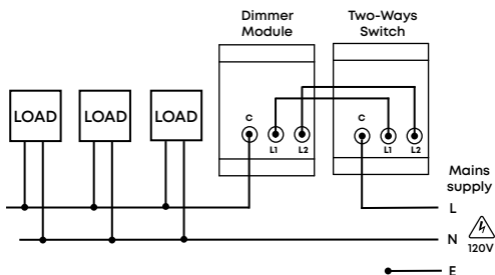 Dimmer
Module
Two-Ways
Switch
LOAD
LOAD
LOAD
C
L1
L2
C
L1
L2
Mains
supply
L
N
120V
E